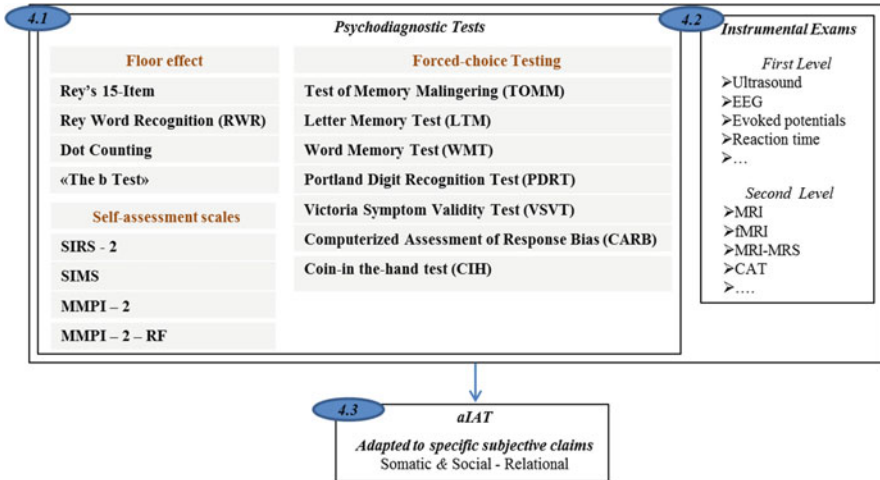 4.1
Psychodiagnostic Tests
Floor effect
Rey's 15-Item
Rey Word Recognition (RWR)
Dot Counting
«The b Test»
Self-assessment scales
SIRS - 2
SIMS
MMPI – 2
MMPI – 2 – RF
Forced-choice Testing
Test of Memory Malingering (TOMM)
Letter Memory Test (LTM)
Word Memory Test (WMT)
Portland Digit Recognition Test (PDRT)
Victoria Symptom Validity Test (VSVT)
Computerized Assessment of Response Bias (CARB)
Coin-in the-hand test (CIH)
4.2
Instrumental Exams
First Level
➢Ultrasound
➢EEG
➢Evoked potentials
➢Reaction time
➢…
Second Level
➢MRI
➢fMRI
➢MRI-MRS
➢CAT
➢….
4.3
aIAT
Adapted to specific subjective claims
Somatic & Social - Relational